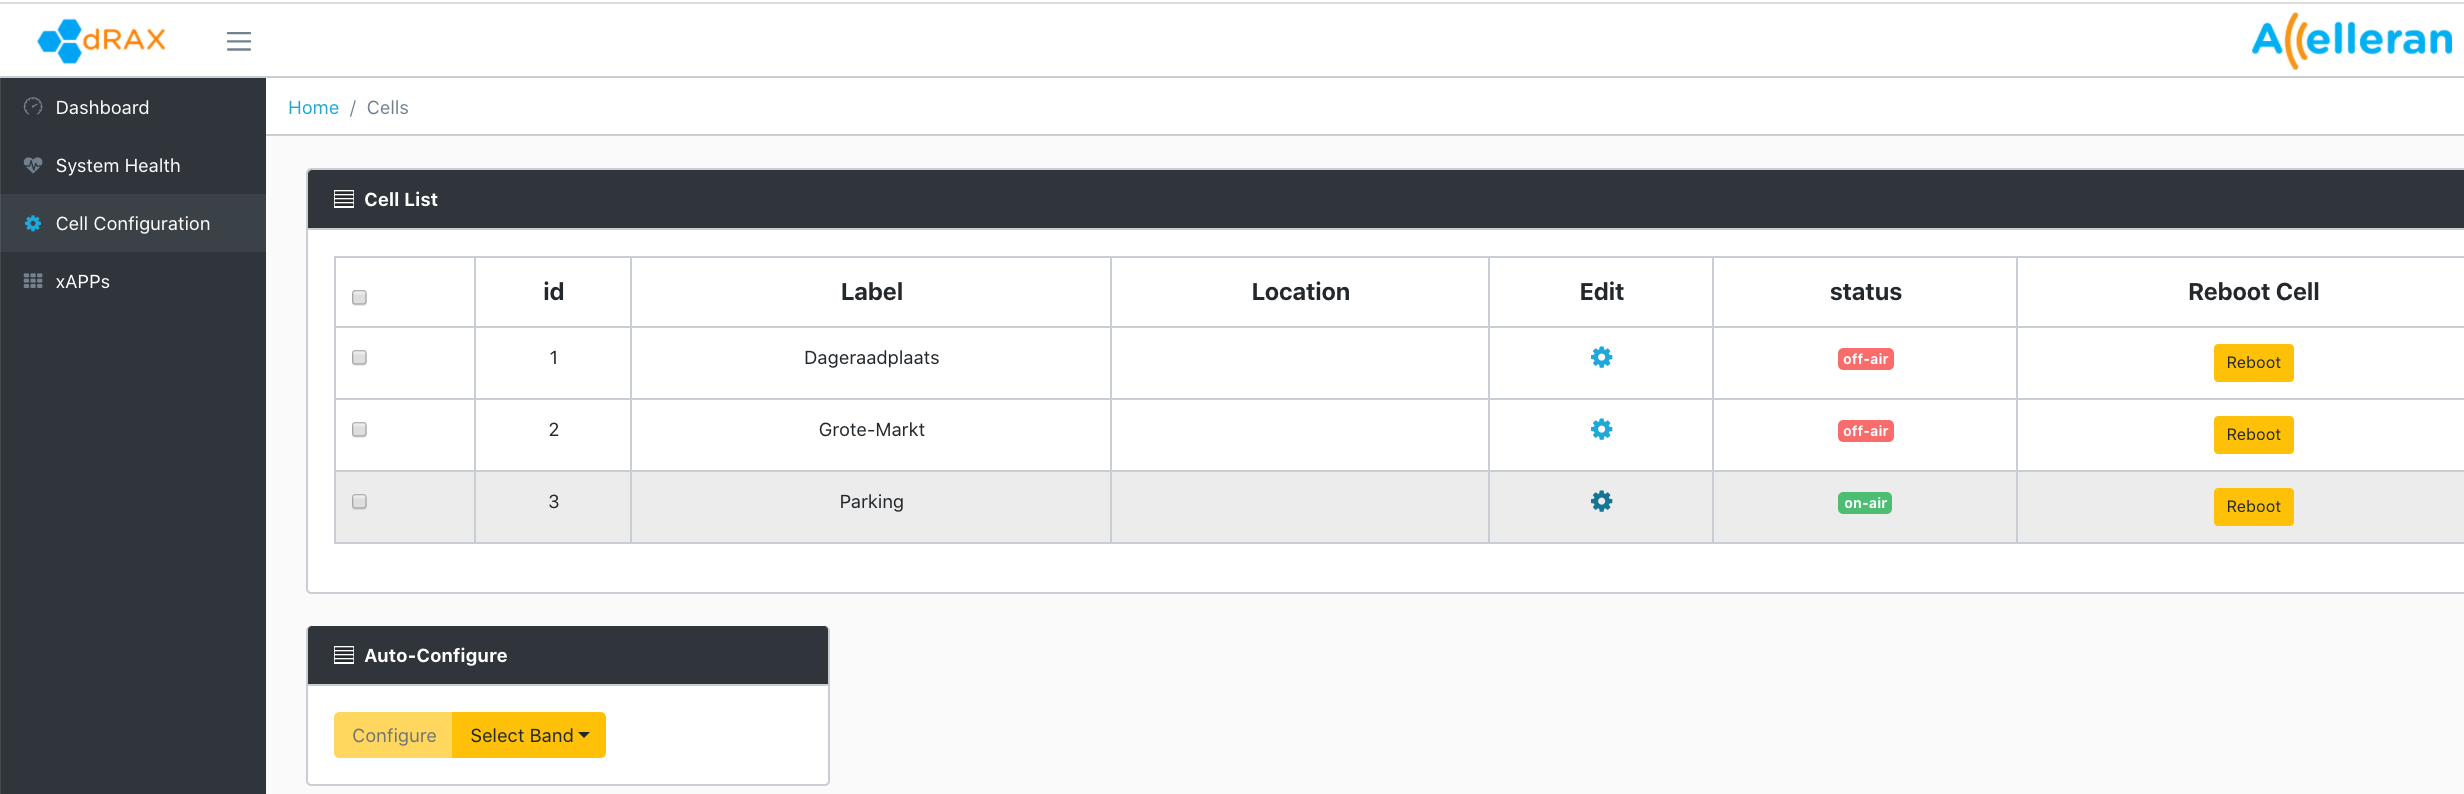 dRAX
Accelleran
Dashboard
Home / Cells
System Health
Cell List
Cell Configuration
id Label Location Edit status Reboot Cell
xAPPs
1 Dageraadplaats off-air Reboot
2 Grote-Markt off-air Reboot
3 Parking on-air Reboot
Auto-Configure
Configure Select Band